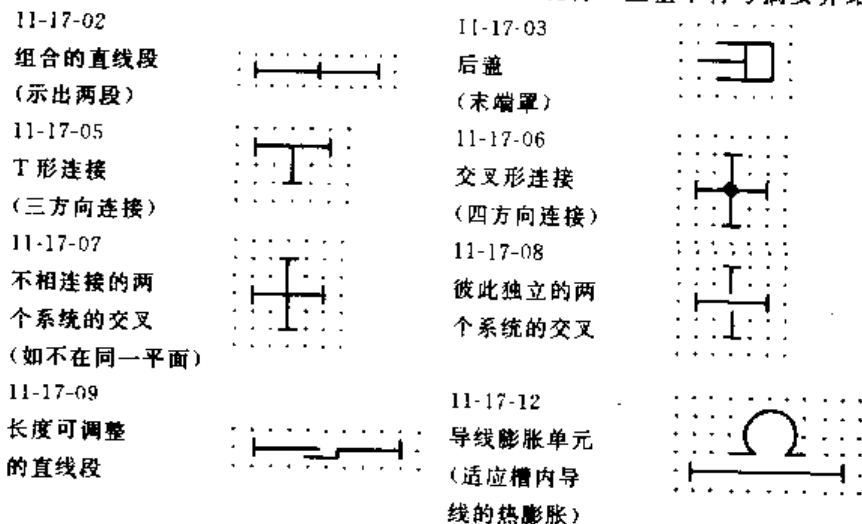 11-17-02
组合的直线段
(示出两段)
11-17-05
T形连接
(三方向连接)
11-17-07
不相连接的两
个系统的交叉
(如不在同一平面)
11-17-09
长度可调整
的直线段
11-17-03
后盖
(末端罩)
11-17-06
交叉形连接
(四方向连接)
11-17-08
彼此独立的两
个系统的交叉
11-17-12
导线膨胀单元
(适应槽内导
线的热膨胀)